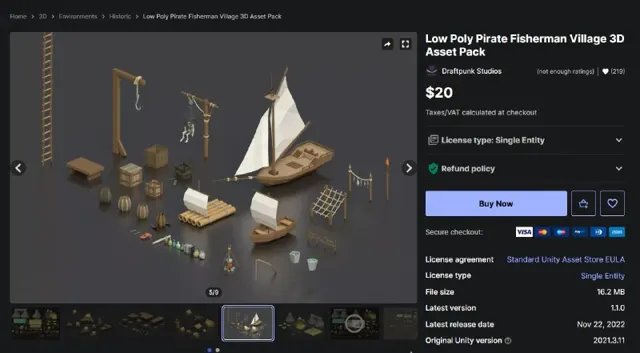 Home > 3D > Environments > Historic > Low Poly Pirate Fisherman Village 3D Asset Pack
Low Poly Pirate Fisherman Village 3D
Asset Pack
Draftpunk Studios
(not enough ratings) | (219)
$20
Taxes/VAT calculated at checkout
License type: Single Entity
Refund policy
Buy Now
Secure checkout:
VISA
License agreement Standard Unity Asset Store EULA
License type Single Entity
File size 16.2 MB
Latest version 1.1.0
Latest release date Nov 22, 2022
Original Unity version 2021.3.11
5/9